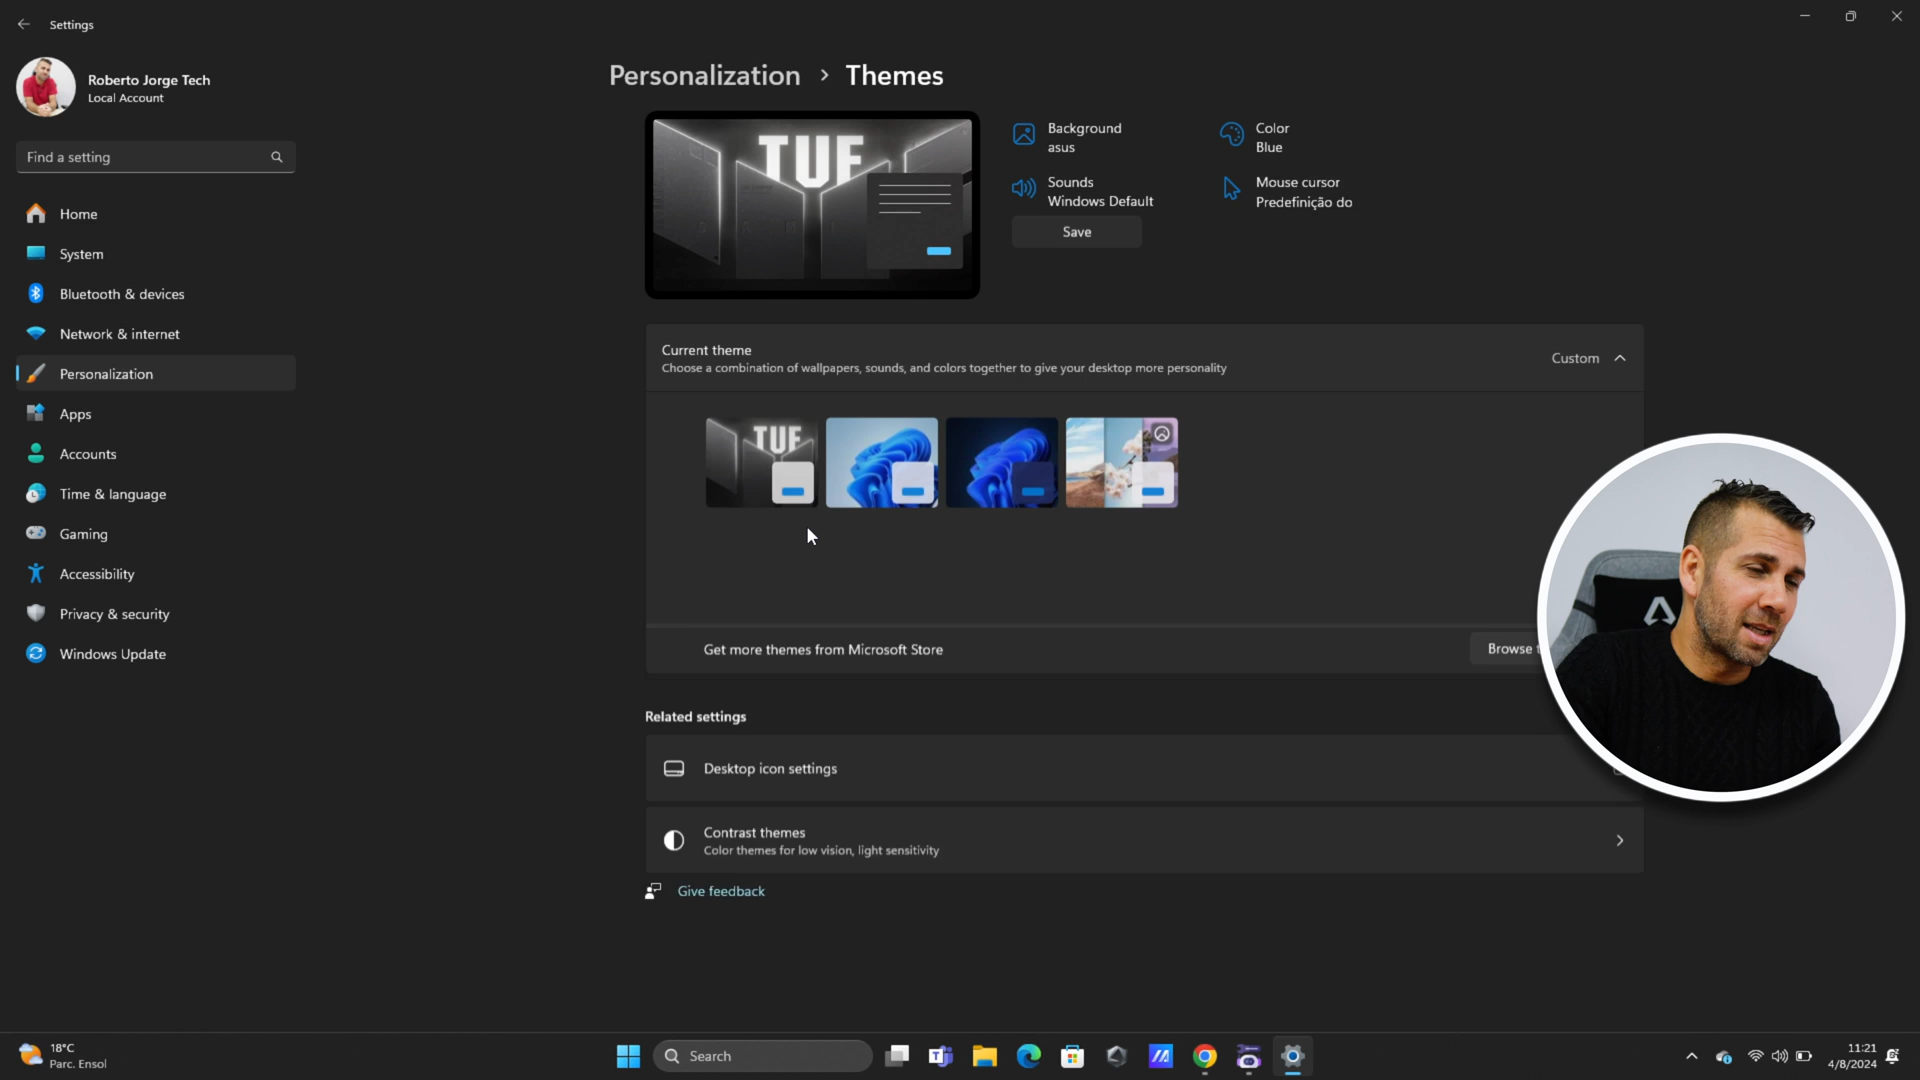 Settings
Roberto Jorge Tech
Local Account
Find a setting
Home
System
Bluetooth & devices
Network & internet
Personalization
Apps
Accounts
Time & language
Gaming
Accessibility
Privacy & security
Windows Update
Personalization > Themes
TUF
Background
asus
Color
Blue
Sounds
Windows Default
Mouse cursor
Predefinição do
Save
Current theme
Choose a combination of wallpapers, sounds, and colors together to give your desktop more personality
Custom
TUF
Get more themes from Microsoft Store
Browse
Related settings
Desktop icon settings
Contrast themes
Color themes for low vision, light sensitivity
Give feedback
18°C
Parc. Ensol
Search
11:21
4/8/2024